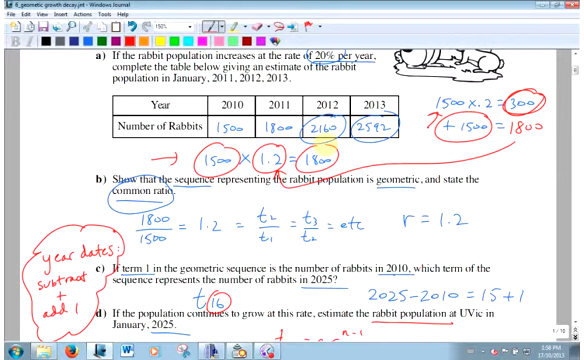 6_geometic growth decay.jnt - Windows Journal
File Edit View Insert Actions Tools Help
150%
a) If the rabbit population increases at the rate of 20% per year,
complete the table below giving an estimate of the rabbit
population in January, 2011, 2012, 2013.
1500 x .2 = 300
+ 1500 = 1800
Year 2010 2011 2012 2013
Number of Rabbits 1500 1800 2160 2592
→ 1500 × 1.2 = 1800
b) Show that the sequence representing the rabbit population is geometric, and state the
common ratio.
1800/1500 = 1.2 = t₂/t₁ = t₃/t₂ = etc r = 1.2
year dates:
subtract
+
add 1
c) If term 1 in the geometric sequence is the number of rabbits in 2010, which term of the
sequence represents the number of rabbits in 2025?
t16 2025-2010 = 15 + 1
d) If the population continues to grow at this rate, estimate the rabbit population at UVic in
January, 2025.
n-1
1 / 10
3:58 PM
17/10/2013